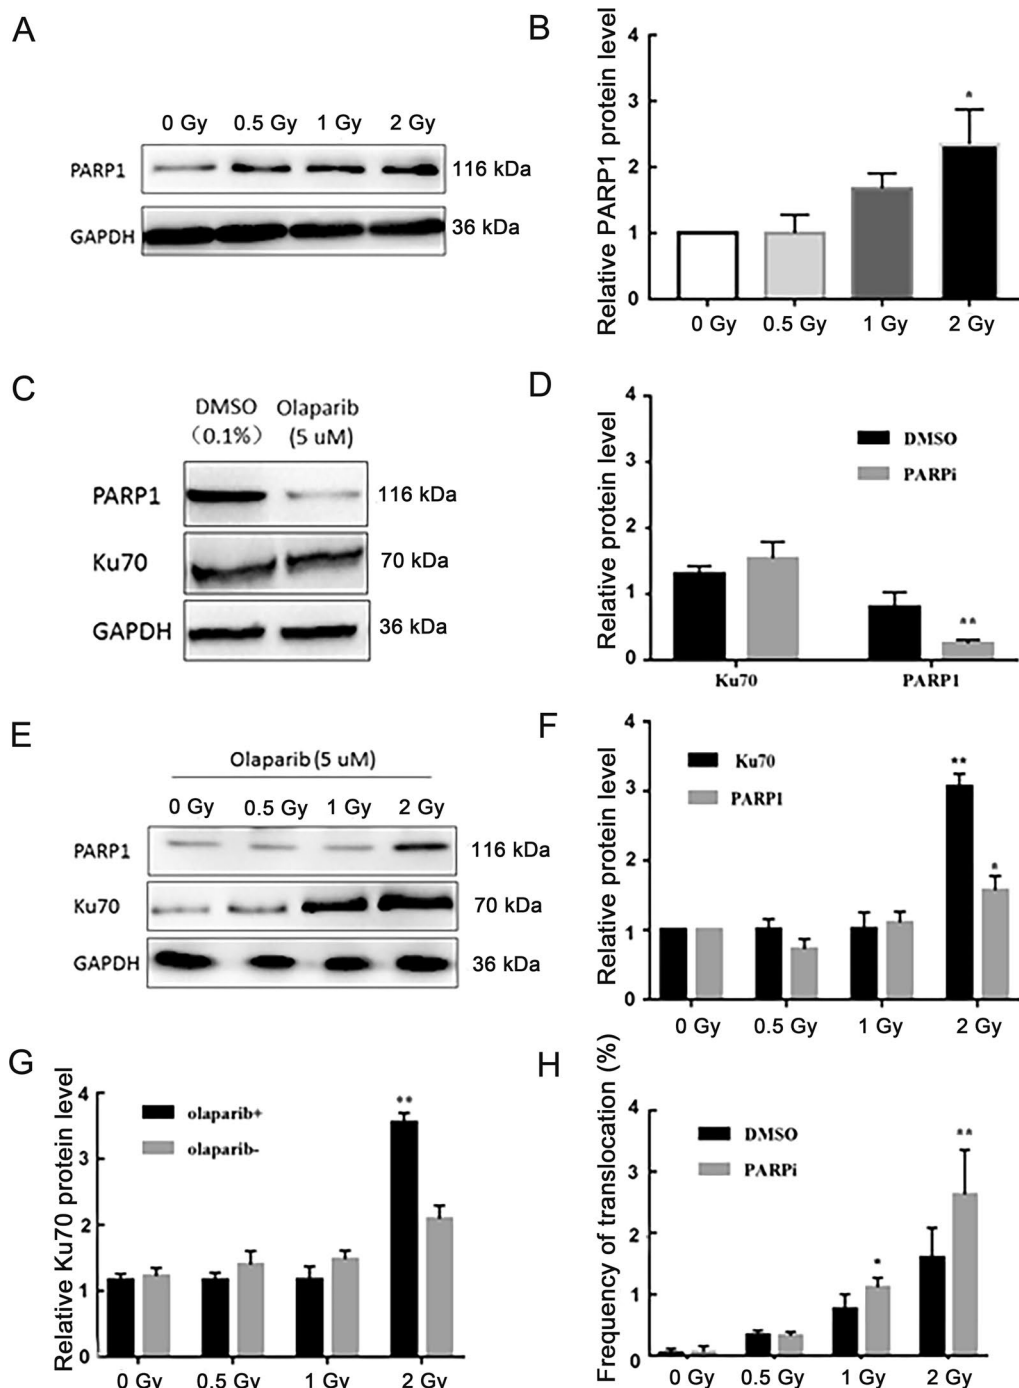 A
0 Gy 0.5 Gy 1 Gy 2 Gy
PARP1 116 kDa
GAPDH 36 kDa
B
Relative PARP1 protein level
4
3
2
1
0
*
0 Gy 0.5 Gy 1 Gy 2 Gy
C
DMSO Olaparib
(0.1%) (5 uM)
PARP1 116 kDa
Ku70 70 kDa
GAPDH 36 kDa
D
Relative protein level
4
3
2
1
0
DMSO
PARPi
**
Ku70 PARP1
E
Olaparib (5 uM)
0 Gy 0.5 Gy 1 Gy 2 Gy
PARP1 116 kDa
Ku70 70 kDa
GAPDH 36 kDa
F
Relative protein level
4
3
2
1
0
Ku70
PARP1
**
*
0 Gy 0.5 Gy 1 Gy 2 Gy
G
Relative Ku70 protein level
4
3
2
1
0
olaparib+
olaparib-
**
0 Gy 0.5 Gy 1 Gy 2 Gy
H
Frequency of translocation (%)
4
3
2
1
0
DMSO
PARPi
*
**
0 Gy 0.5 Gy 1 Gy 2 Gy